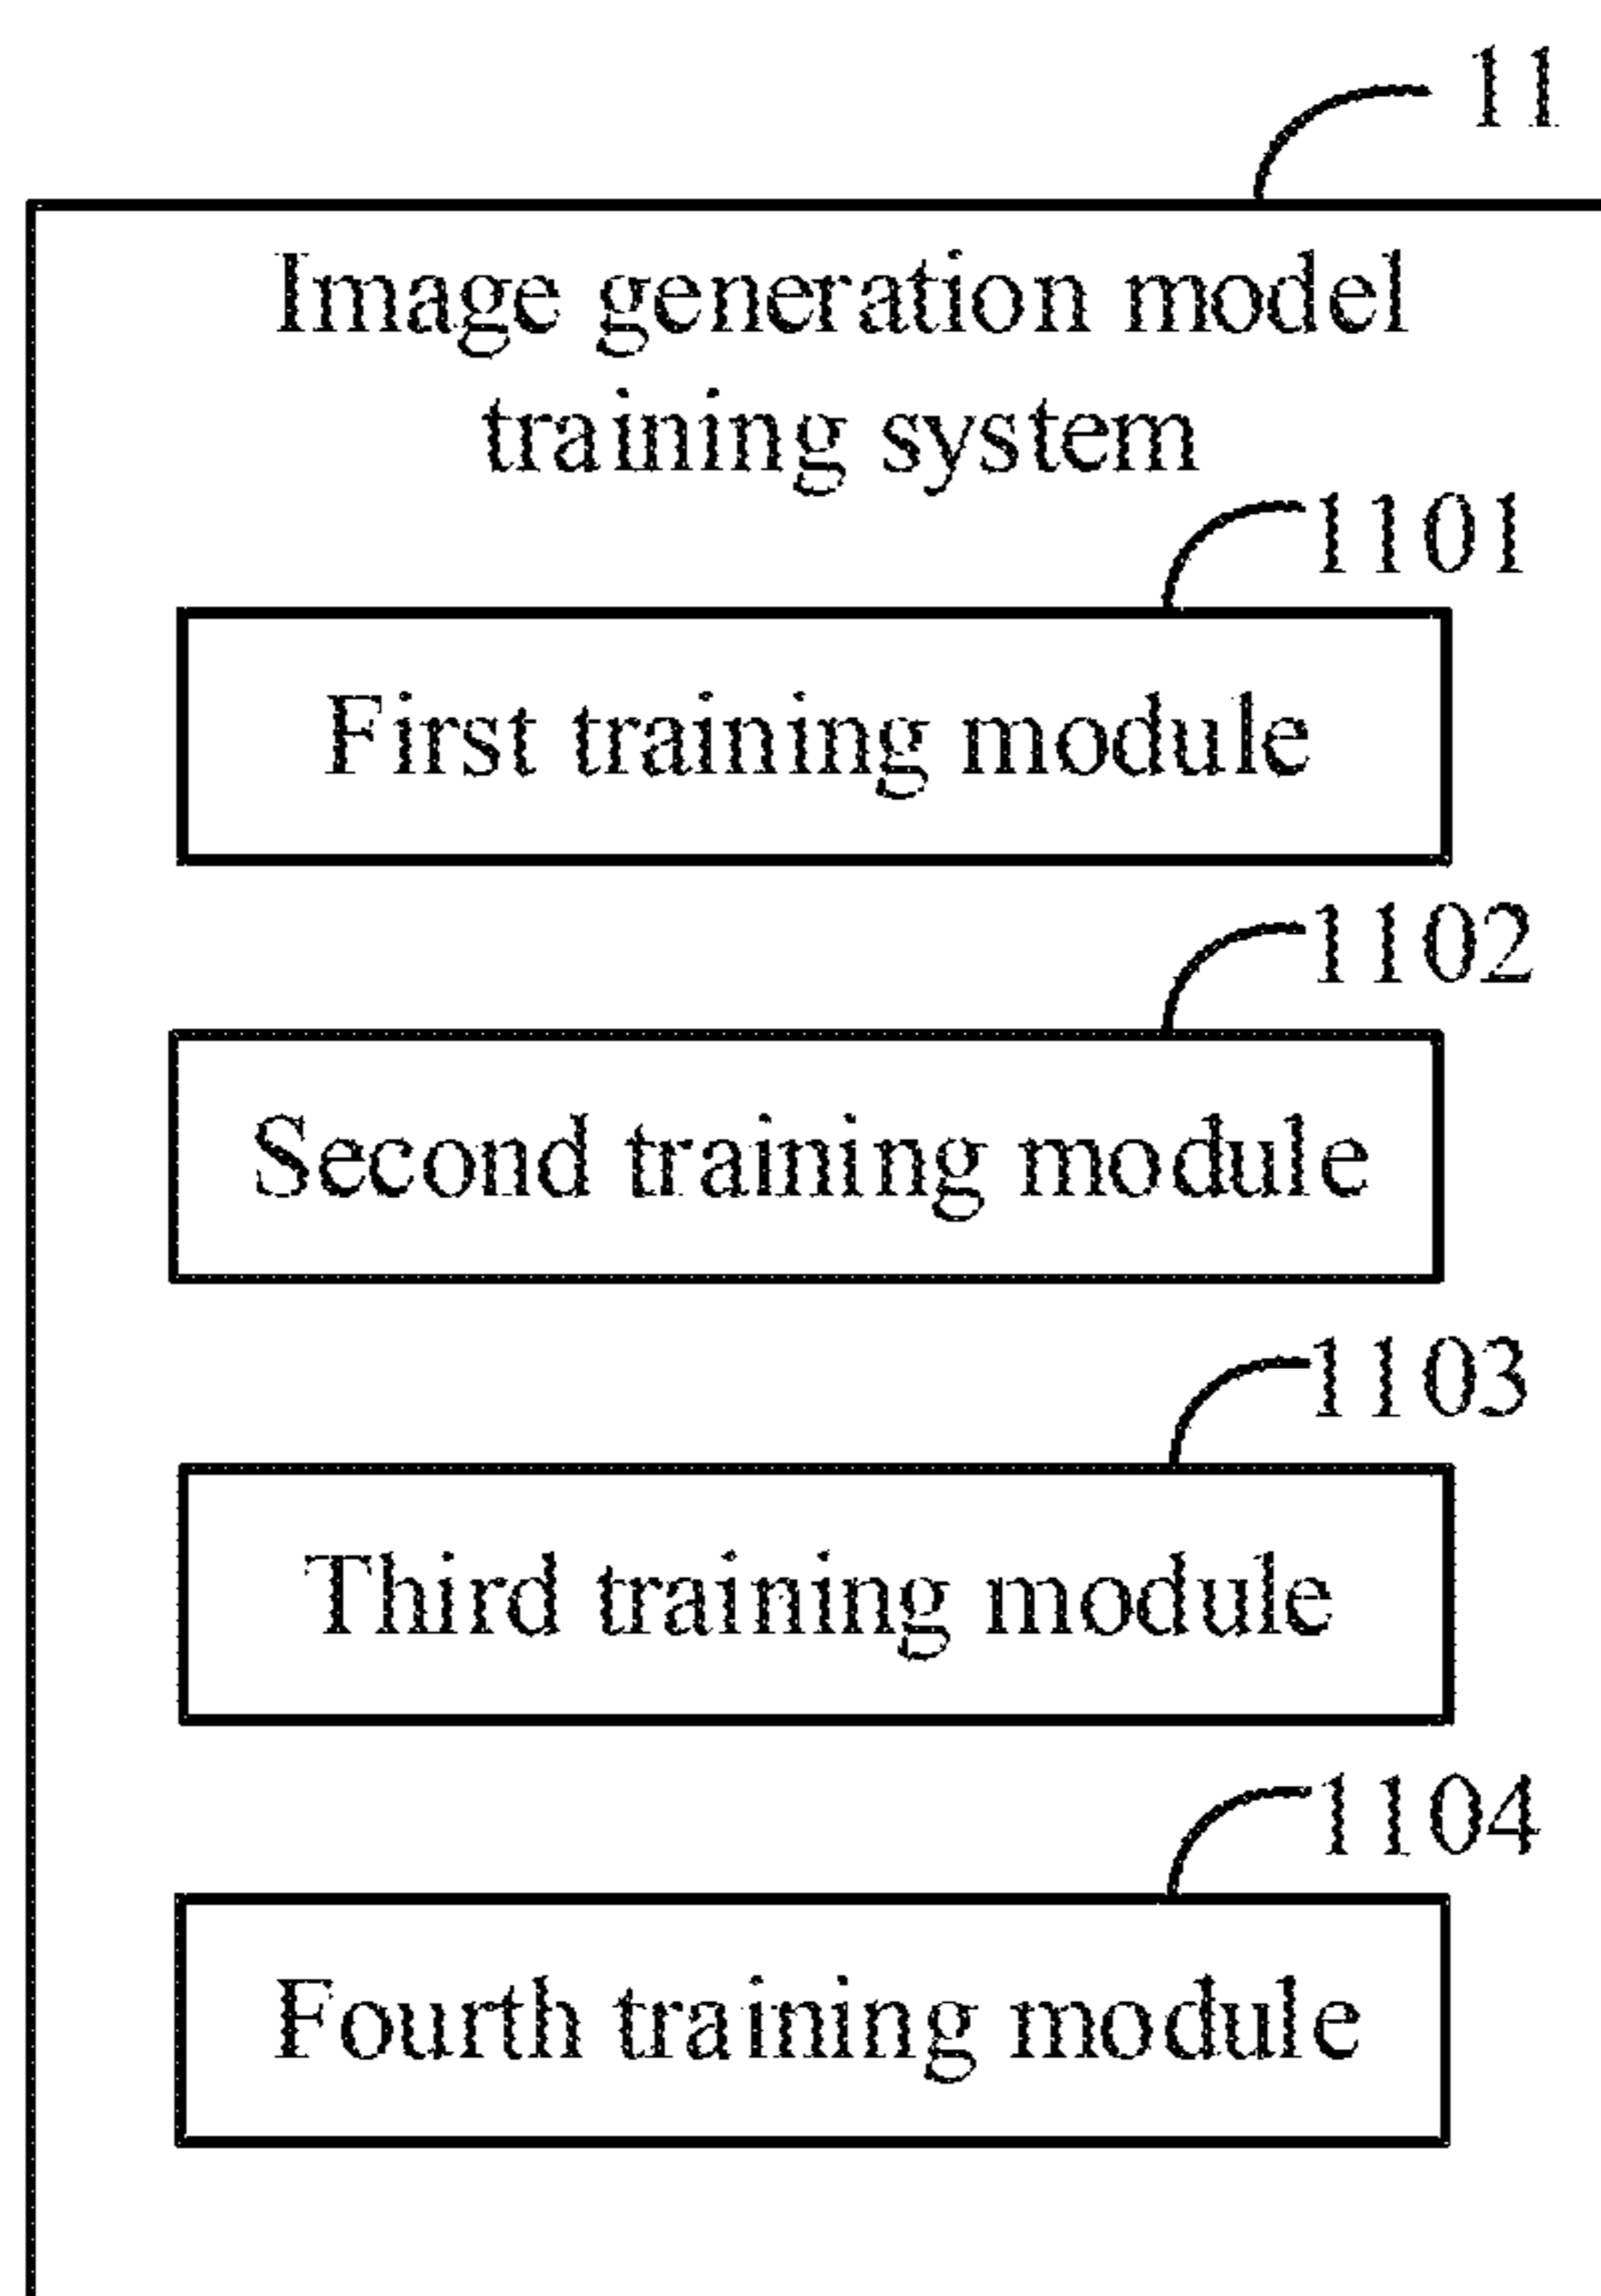 11
Image generation model
training system
1101
First training module
1102
Second training module
1103
Third training module
1104
Fourth training module